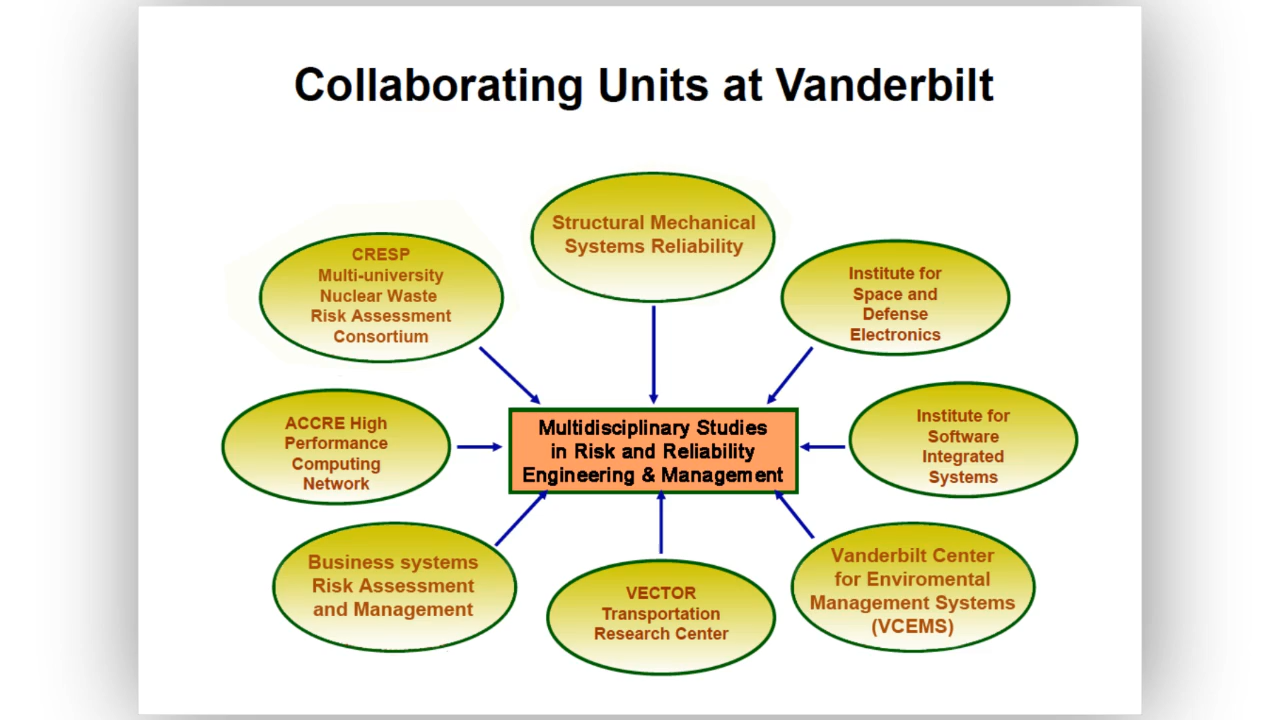 Collaborating Units at Vanderbilt
Structural Mechanical
Systems Reliability
CRESP
Multi-university
Nuclear Waste
Risk Assessment
Consortium
Institute for
Space and
Defense
Electronics
ACCRE High
Performance
Computing
Network
Multidisciplinary Studies
in Risk and Reliability
Engineering & Management
Institute for
Software
Integrated
Systems
Business systems
Risk Assessment
and Management
VECTOR
Transportation
Research Center
Vanderbilt Center
for Enviromental
Management Systems
(VCEMS)